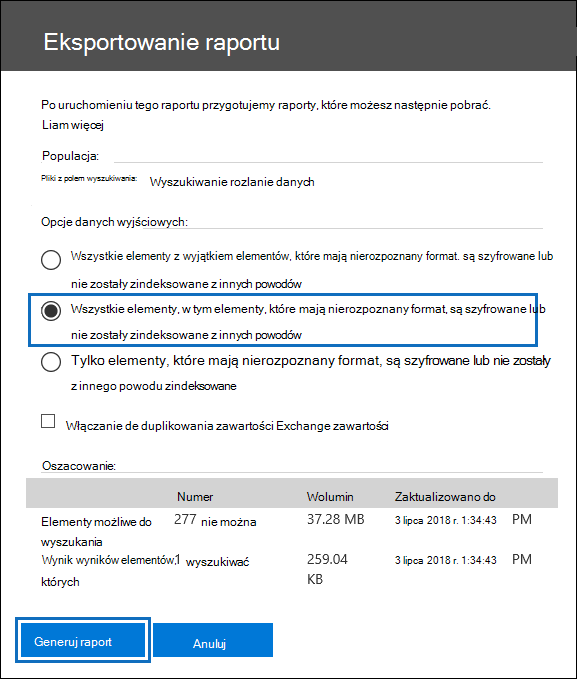 Eksportowanie raportu
Po uruchomieniu tego raportu przygotujemy raporty, które możesz następnie pobrać.
Liam więcej
Populacja:
Pliki z polem wyszukiwania: Wyszukiwanie rozlanie danych
Opcje danych wyjściowych:
Wszystkie elementy z wyjątkiem elementów, które mają nierozpoznany format. są szyfrowane lub
nie zostały zindeksowane z innych powodów
Wszystkie elementy, w tym elementy, które mają nierozpoznany format, są szyfrowane lub
nie zostały zindeksowane z innych powodów
Tylko elementy, które mają nierozpoznany format, są szyfrowane lub nie zostały
z innego powodu zindeksowane
Włączanie de duplikowania zawartości Exchange zawartości
Oszacowanie:
Numer Wolumin Zaktualizowano do
Elementy możliwe do 277 nie można 37.28 MB 3 lipca 2018 r. 1:34:43 PM
wyszukania
Wynik wyników elementów, 1 wyszukiwać 259.04 3 lipca 2018 r. 1:34:43 PM
których KB
Generuj raport Anuluj